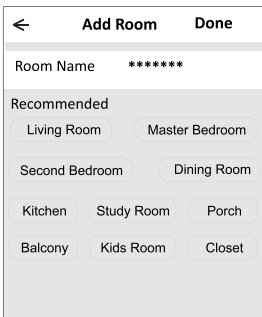 ← Add Room Done
Room Name *******
Recommended
Living Room Master Bedroom
Second Bedroom Dining Room
Kitchen Study Room Porch
Balcony Kids Room Closet